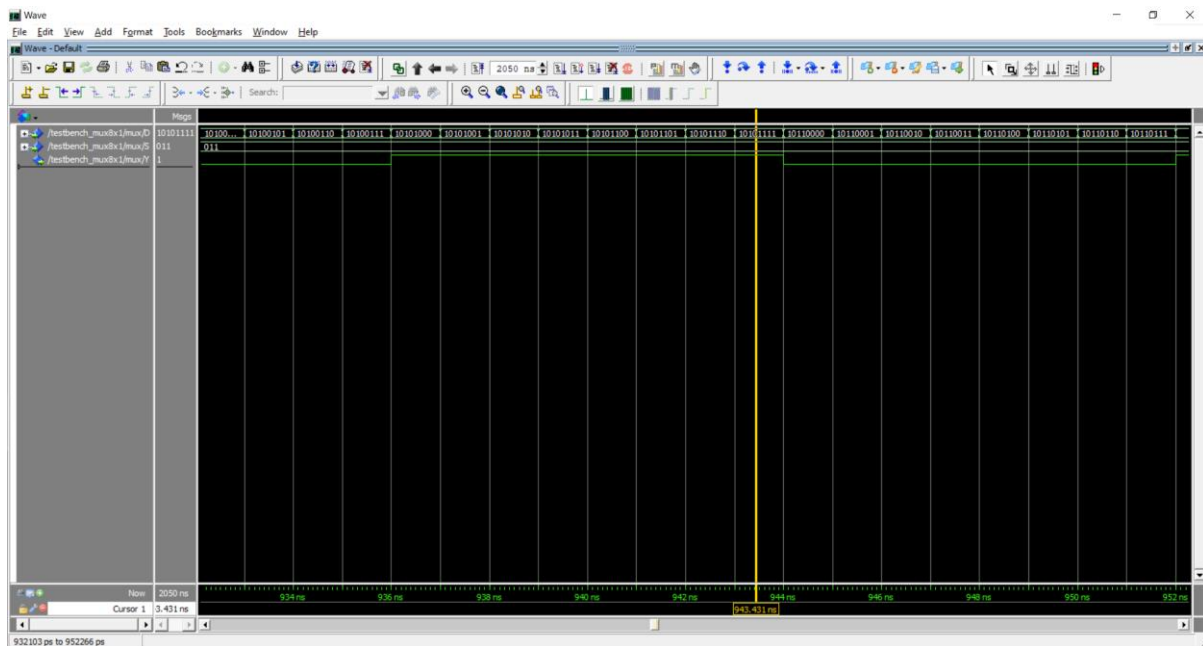 Wave
File Edit View Add Format Tools Bookmarks Window Help
Wave - Default
2050 ns
Search:
Msgs
/testbench_mux8x1/mux/D 10101111 10100... 10100101 10100110 10100111 10101000 10101001 10101010 10101011 10101100 10101101 10101110 10101111 10110000 10110001 10110010 10110011 10110100 10110101 10110110 10110111
/testbench_mux8x1/mux/S 011 011
/testbench_mux8x1/mux/Y 1
Now 2050 ns 934 ns 936 ns 938 ns 940 ns 942 ns 944 ns 946 ns 948 ns 950 ns 952 ns
Cursor 1 3.431 ns 943.431 ns
932103 ps to 952266 ps